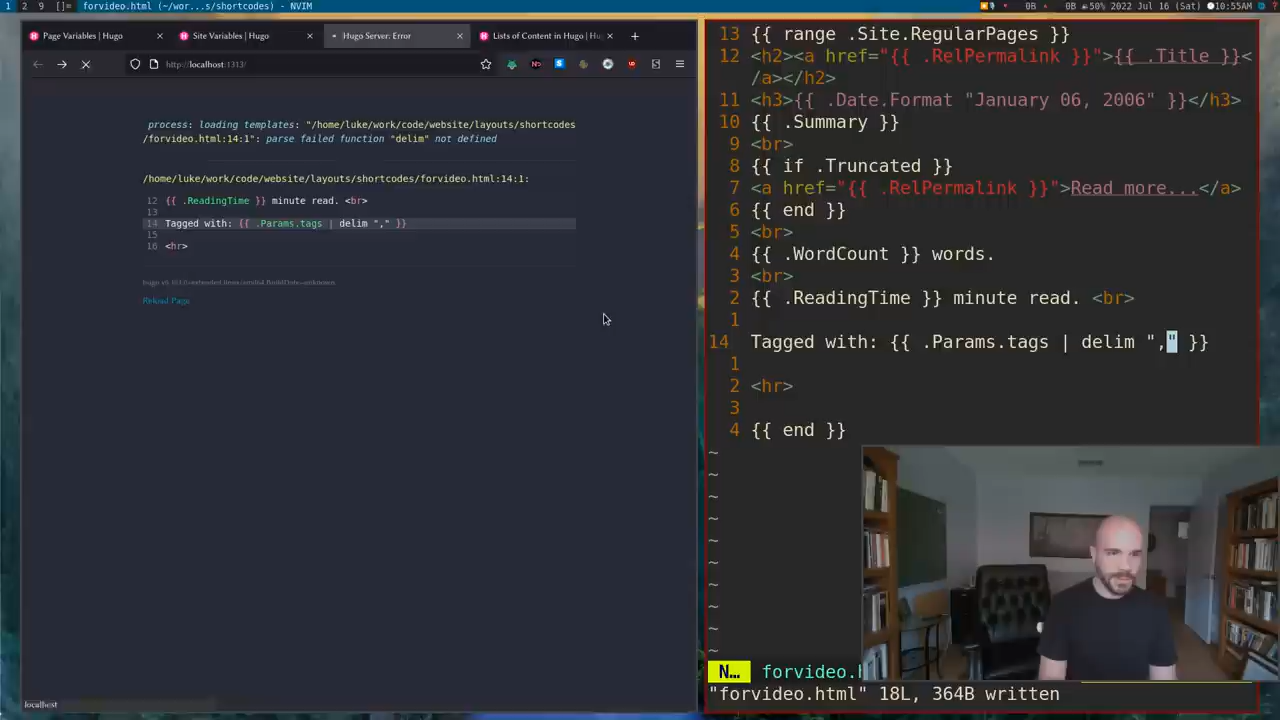 1 2 9 []= forvideo.html (~/wor...s/shortcodes) - NVIM
0B 0B 50% 2022 July 16 (Sat) 10:55AM
Page Variables | Hugo
Site Variables | Hugo
Hugo Server: Error
Lists of Content in Hugo | Hu
http://localhost:1313/
process: loading templates: "/home/luke/work/code/website/layouts/shortcodes
/forvideo.html:14:1": parse failed function "delim" not defined
/home/luke/work/code/website/layouts/shortcodes/forvideo.html:14:1:
12 {{ .ReadingTime }} minute read. <br>
13
14 Tagged with: {{ .Params.tags | delim "," }}
15
16 <hr>
Reload Page
localhost
13 {{ range .Site.RegularPages }}
12 <h2><a href="{{ .RelPermalink }}">{{ .Title }}<
/a></h2>
11 <h3>{{ .Date.Format "January 06, 2006" }}</h3>
10 {{ .Summary }}
9 <br>
8 {{ if .Truncated }}
7 <a href="{{ .RelPermalink }}">Read more...</a>
6 {{ end }}
5 <br>
4 {{ .WordCount }} words.
3 <br>
2 {{ .ReadingTime }} minute read. <br>
1
14 Tagged with: {{ .Params.tags | delim "," }}
1
2 <hr>
3
4 {{ end }}
~
~
~
~
~
~
~
~
~
~
N… forvideo.h
"forvideo.html" 18L, 364B written